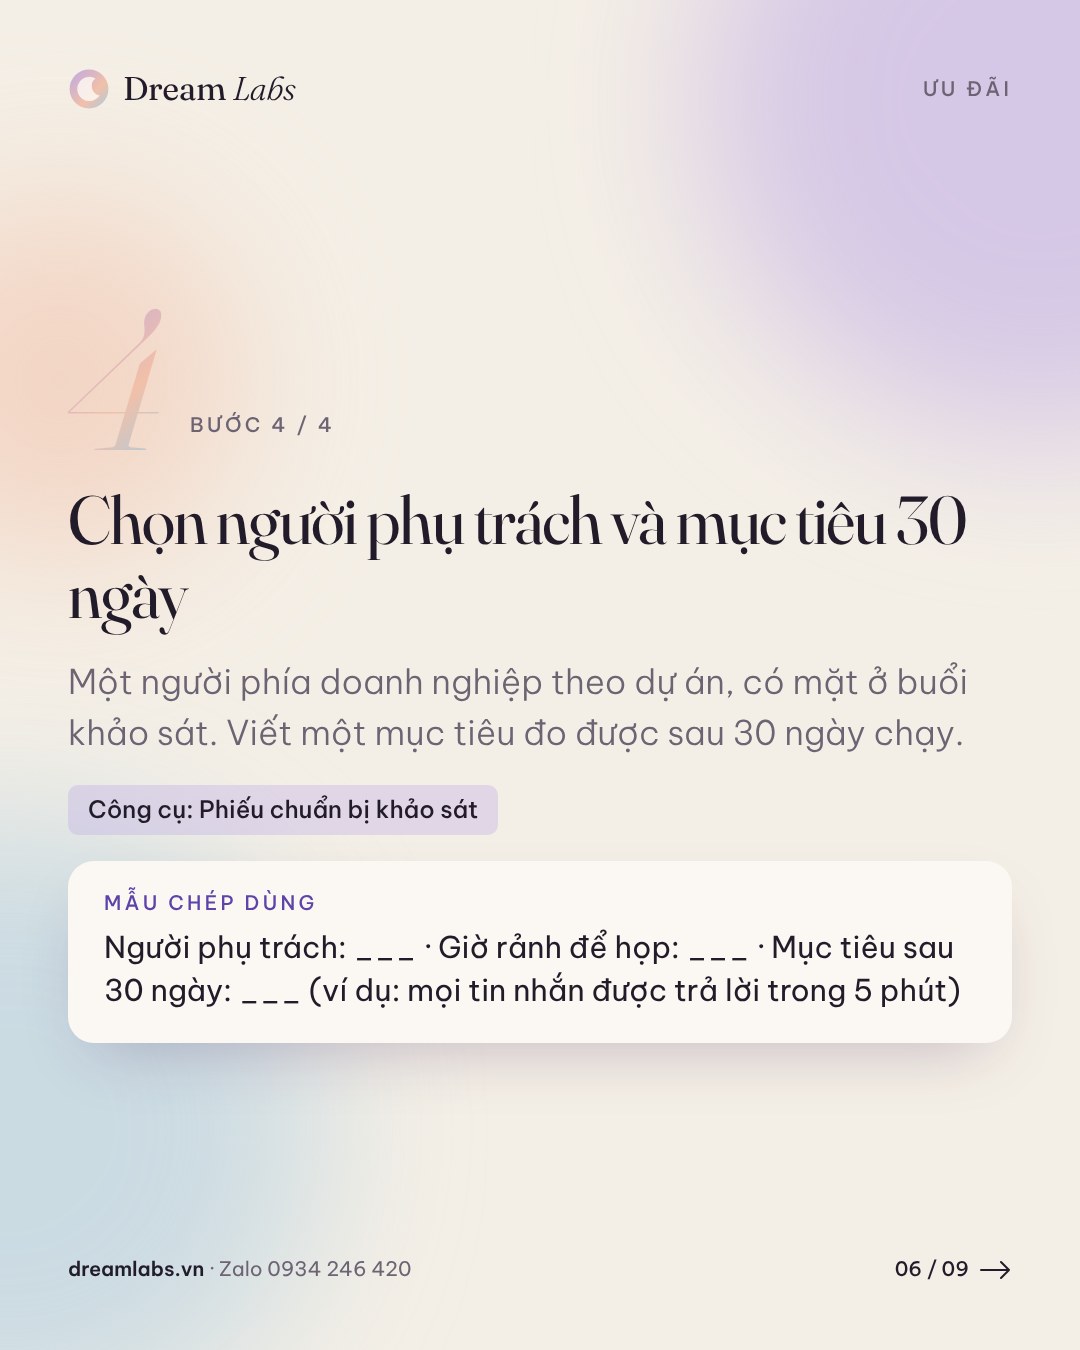 Dream Labs
ƯU ĐÃI
4
BƯỚC 4 / 4
Chọn người phụ trách và mục tiêu 30
ngày
Một người phía doanh nghiệp theo dự án, có mặt ở buổi
khảo sát. Viết một mục tiêu đo được sau 30 ngày chạy.
Công cụ: Phiếu chuẩn bị khảo sát
MẪU CHÉP DÙNG
Người phụ trách: _ _ _ · Giờ rảnh để họp: _ _ _ · Mục tiêu sau
30 ngày: _ _ _ (ví dụ: mọi tin nhắn được trả lời trong 5 phút)
dreamlabs.vn · Zalo 0934 246 420
06 / 09 →